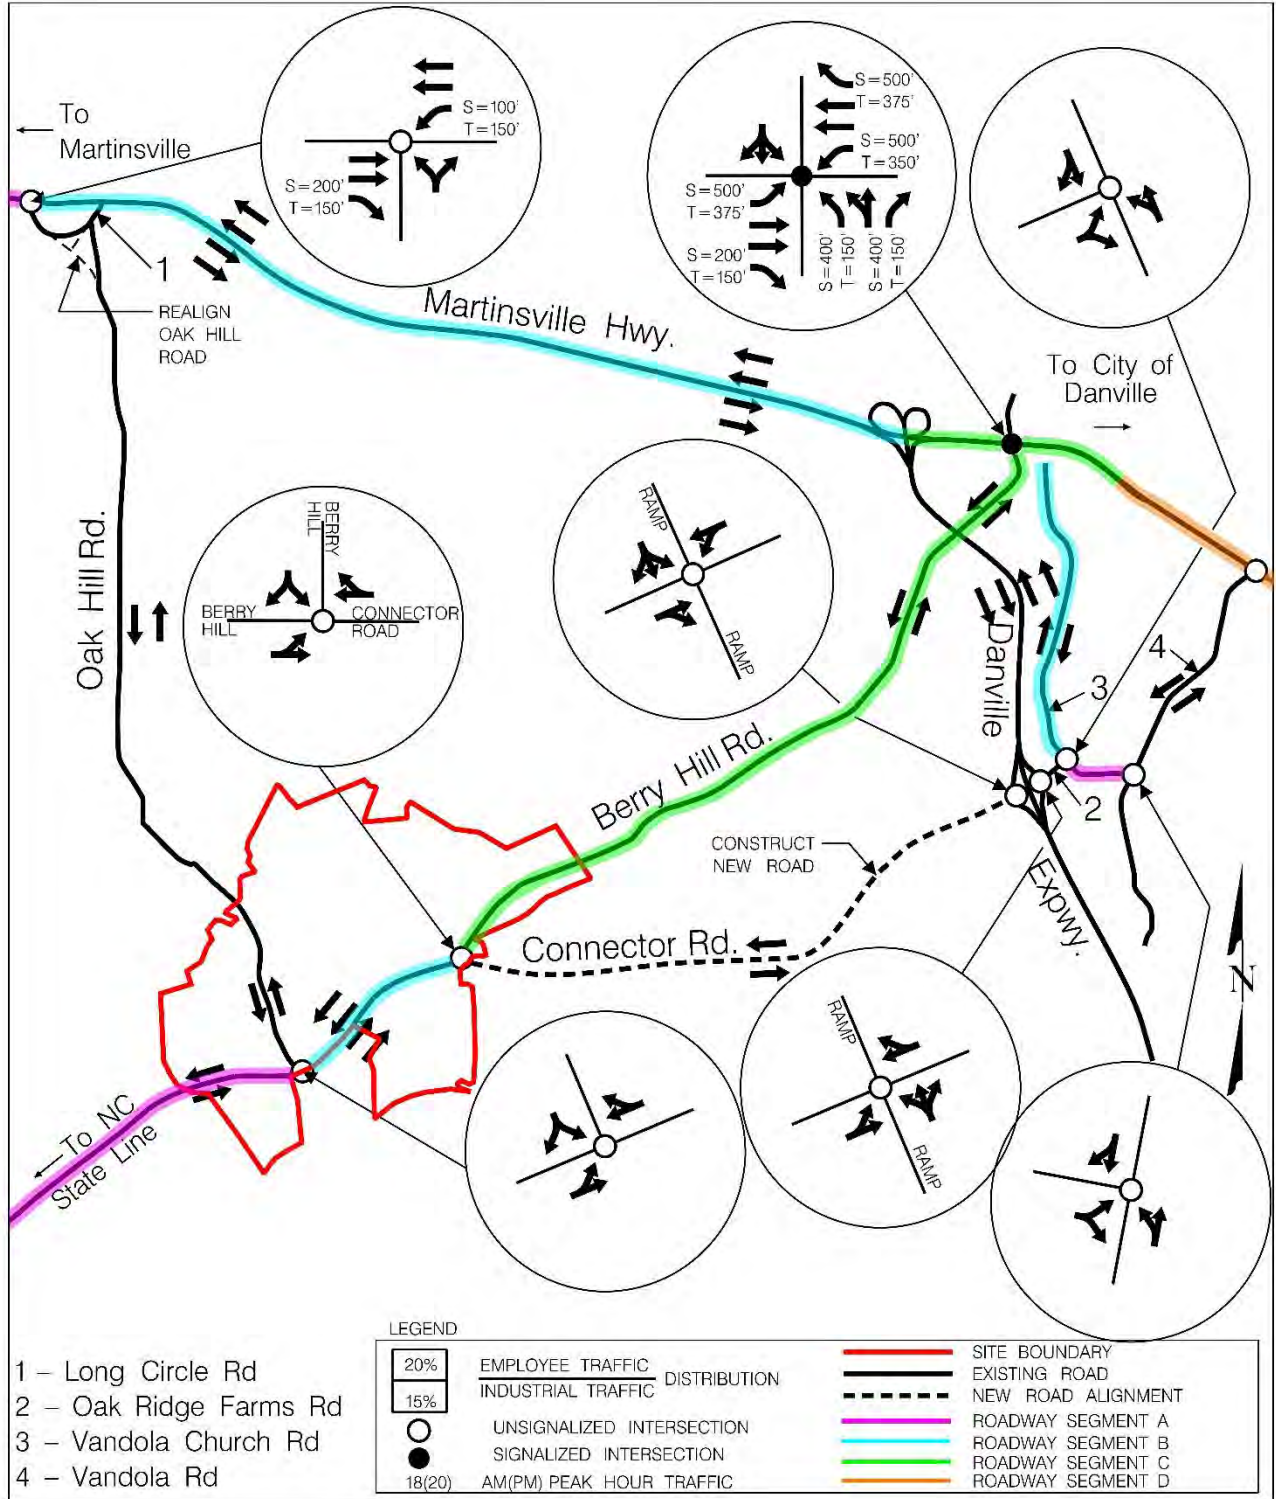 To
Martinsville
S=100'
T=150'
S=200'
T=150'
S=500'
T=375'
S=500'
T=350'
S=500'
T=375'
S=200'
T=150'
S=400'
T=150'
S=400'
T=150'
1
REALIGN
OAK HILL
ROAD
Martinsville Hwy.
To City of
Danville
Oak Hill Rd.
BERRY
HILL
BERRY
HILL
CONNECTOR
ROAD
RAMP
RAMP
Danville
Expwy.
3
4
2
Berry Hill Rd.
CONSTRUCT
NEW ROAD
Connector Rd.
N
RAMP
RAMP
To NC
State Line
1 – Long Circle Rd
2 – Oak Ridge Farms Rd
3 – Vandola Church Rd
4 – Vandola Rd
LEGEND
20%
15%
EMPLOYEE TRAFFIC
INDUSTRIAL TRAFFIC
DISTRIBUTION
UNSIGNALIZED INTERSECTION
SIGNALIZED INTERSECTION
18(20) AM(PM) PEAK HOUR TRAFFIC
SITE BOUNDARY
EXISTING ROAD
NEW ROAD ALIGNMENT
ROADWAY SEGMENT A
ROADWAY SEGMENT B
ROADWAY SEGMENT C
ROADWAY SEGMENT D